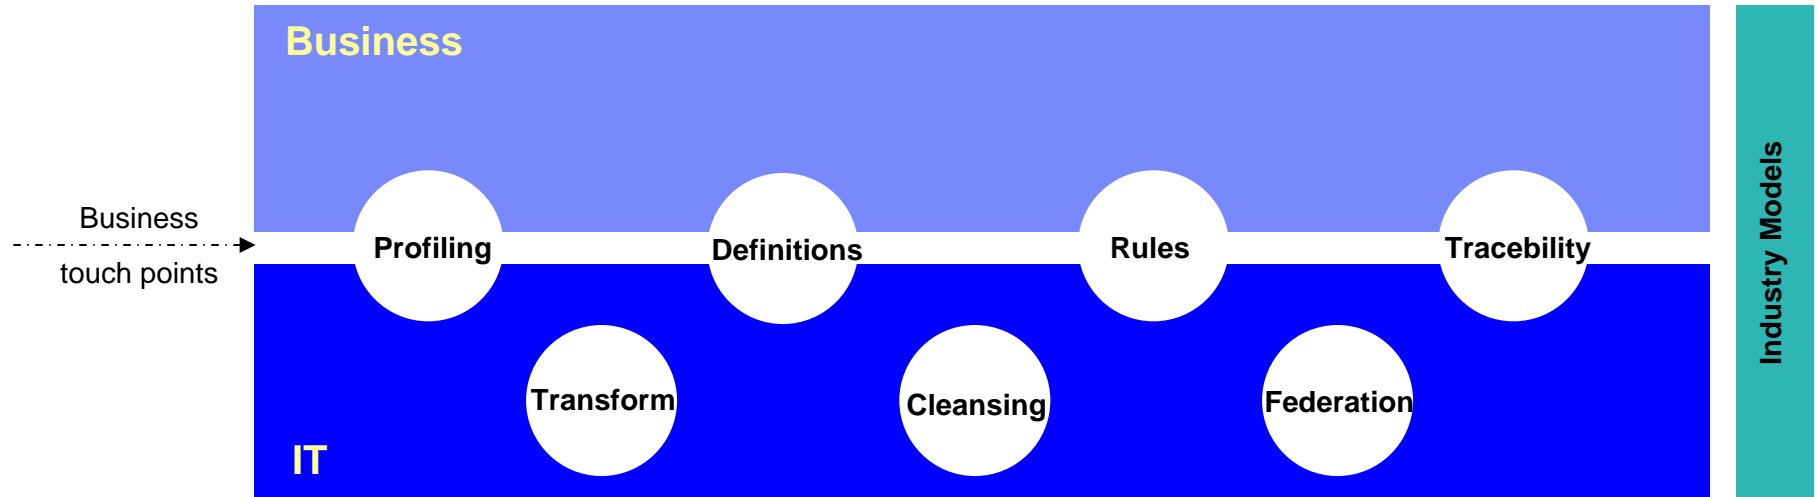 Business
Business
touch points
Profiling
Definitions
Rules
Tracebility
Transform
Cleansing
Federation
IT
Industry Models